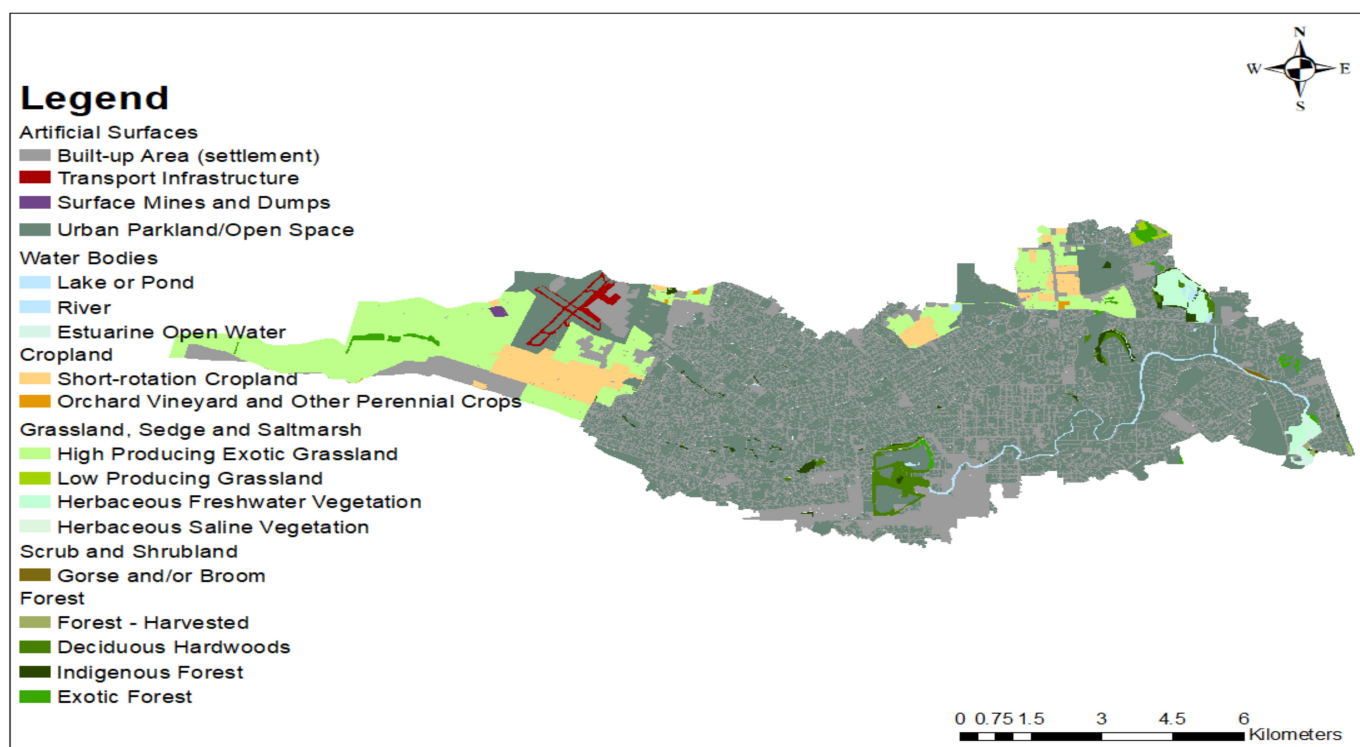 N
W E
S
Legend
Artificial Surfaces
Built-up Area (settlement)
Transport Infrastructure
Surface Mines and Dumps
Urban Parkland/Open Space
Water Bodies
Lake or Pond
River
Estuarine Open Water
Cropland
Short-rotation Cropland
Orchard Vineyard and Other Perennial Crops
Grassland, Sedge and Saltmarsh
High Producing Exotic Grassland
Low Producing Grassland
Herbaceous Freshwater Vegetation
Herbaceous Saline Vegetation
Scrub and Shrubland
Gorse and/or Broom
Forest
Forest - Harvested
Deciduous Hardwoods
Indigenous Forest
Exotic Forest
0 0.75 1.5 3 4.5 6
Kilometers